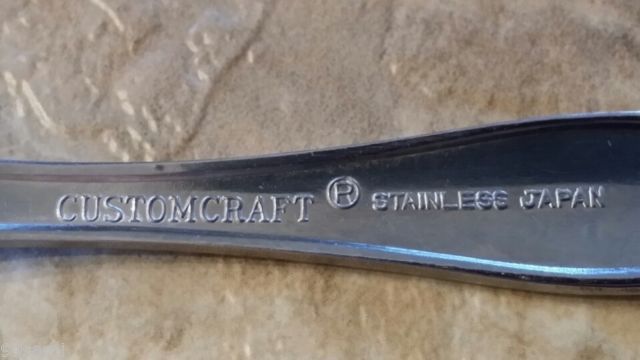 CUSTOMCRAFT ® STAINLESS JAPAN